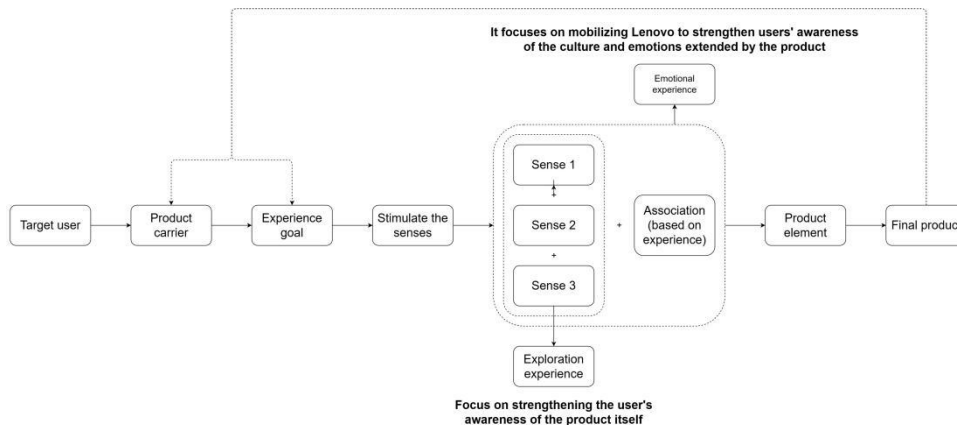 It focuses on mobilizing Lenovo to strengthen users' awareness
of the culture and emotions extended by the product
Emotional
experience
Sense 1
+
Target user
Product
carrier
Experience
goal
Stimulate the
senses
Sense 2
+
Association
(based on
experience)
Product
element
Final product
+
Sense 3
Exploration
experience
Focus on strengthening the user's
awareness of the product itself